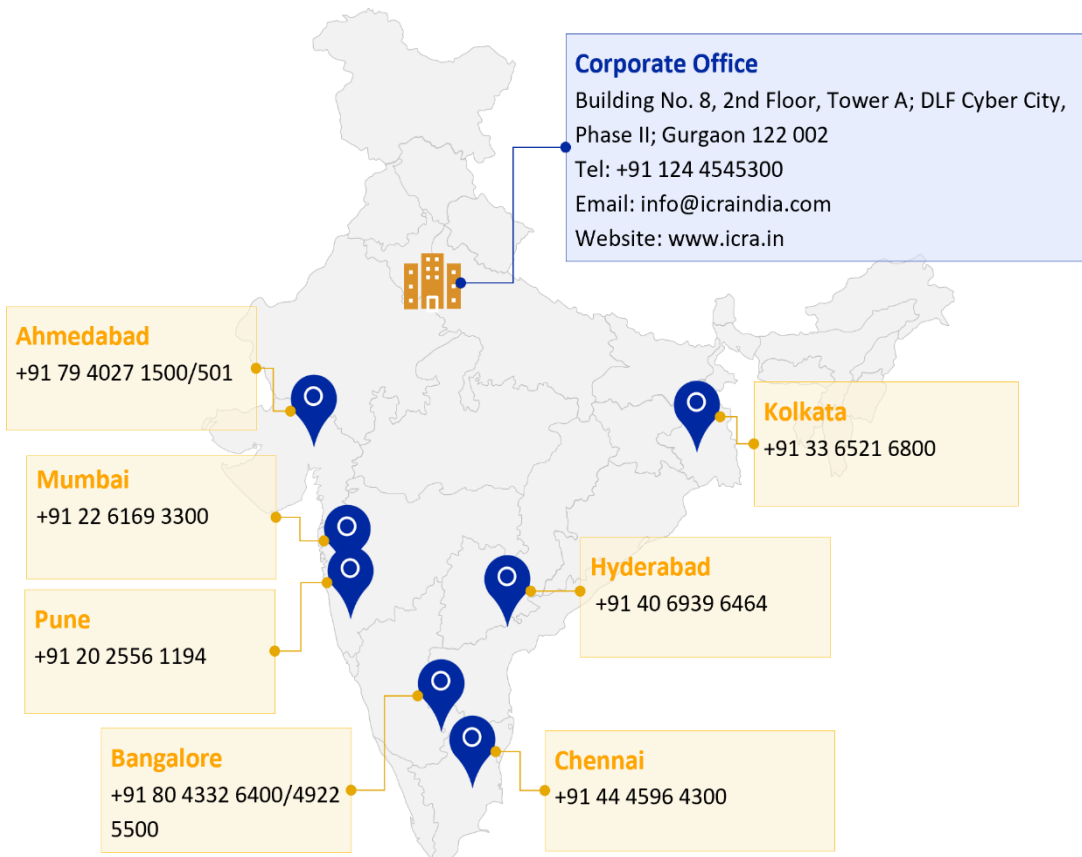 Corporate Office
Building No. 8, 2nd Floor, Tower A; DLF Cyber City,
Phase II; Gurgaon 122 002
Tel: +91 124 4545300
Email: info@icraindia.com
Website: www.icra.in
Ahmedabad
+91 79 4027 1500/501
Kolkata
+91 33 6521 6800
Mumbai
+91 22 6169 3300
Hyderabad
+91 40 6939 6464
Pune
+91 20 2556 1194
Bangalore
+91 80 4332 6400/4922
5500
Chennai
+91 44 4596 4300